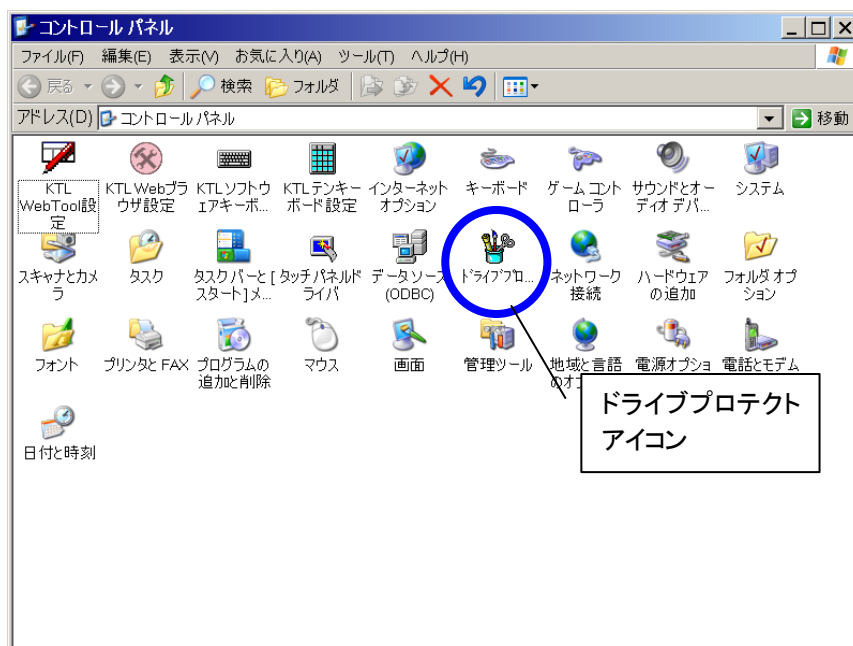 コントロール パネル
ファイル(F) 編集(E) 表示(V) お気に入り(A) ツール(T) ヘルプ(H)
戻る 検索 フォルダ
アドレス(D) コントロール パネル 移動
KTL
WebTool設
定
KTL Webブラ
ウザ設定
KTL ソフトウ
ェアキーボ...
KTL テンキー
ボード設定
インターネット
オプション
キーボード
ゲーム コント
ローラ
サウンドとオー
ディオ デバ...
システム
スキャナとカメ
ラ
タスク
タスク バーと [
スタート] メ...
タッチ パネルド
ライバ
データ ソース
(ODBC)
ドライブプロ...
ネットワーク
接続
ハードウェア
の追加
フォルダ オプ
ション
フォント
プリンタと FAX
プログラムの
追加と削除
マウス
画面
管理ツール
地域と言語
のオ
電源オプショ
電話とモデム
ドライブプロテクト
アイコン
日付と時刻